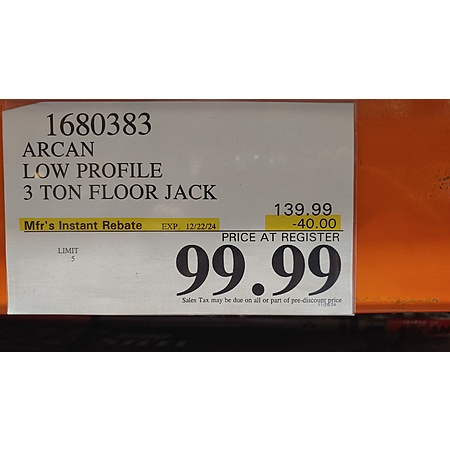 1680383
ARCAN
LOW PROFILE
3 TON FLOOR JACK
139.99
Mfr's Instant Rebate EXP. 12/22/24 -40.00
PRICE AT REGISTER
LIMIT
5
99.99
Sales Tax may be due on all or part of pre-discount price